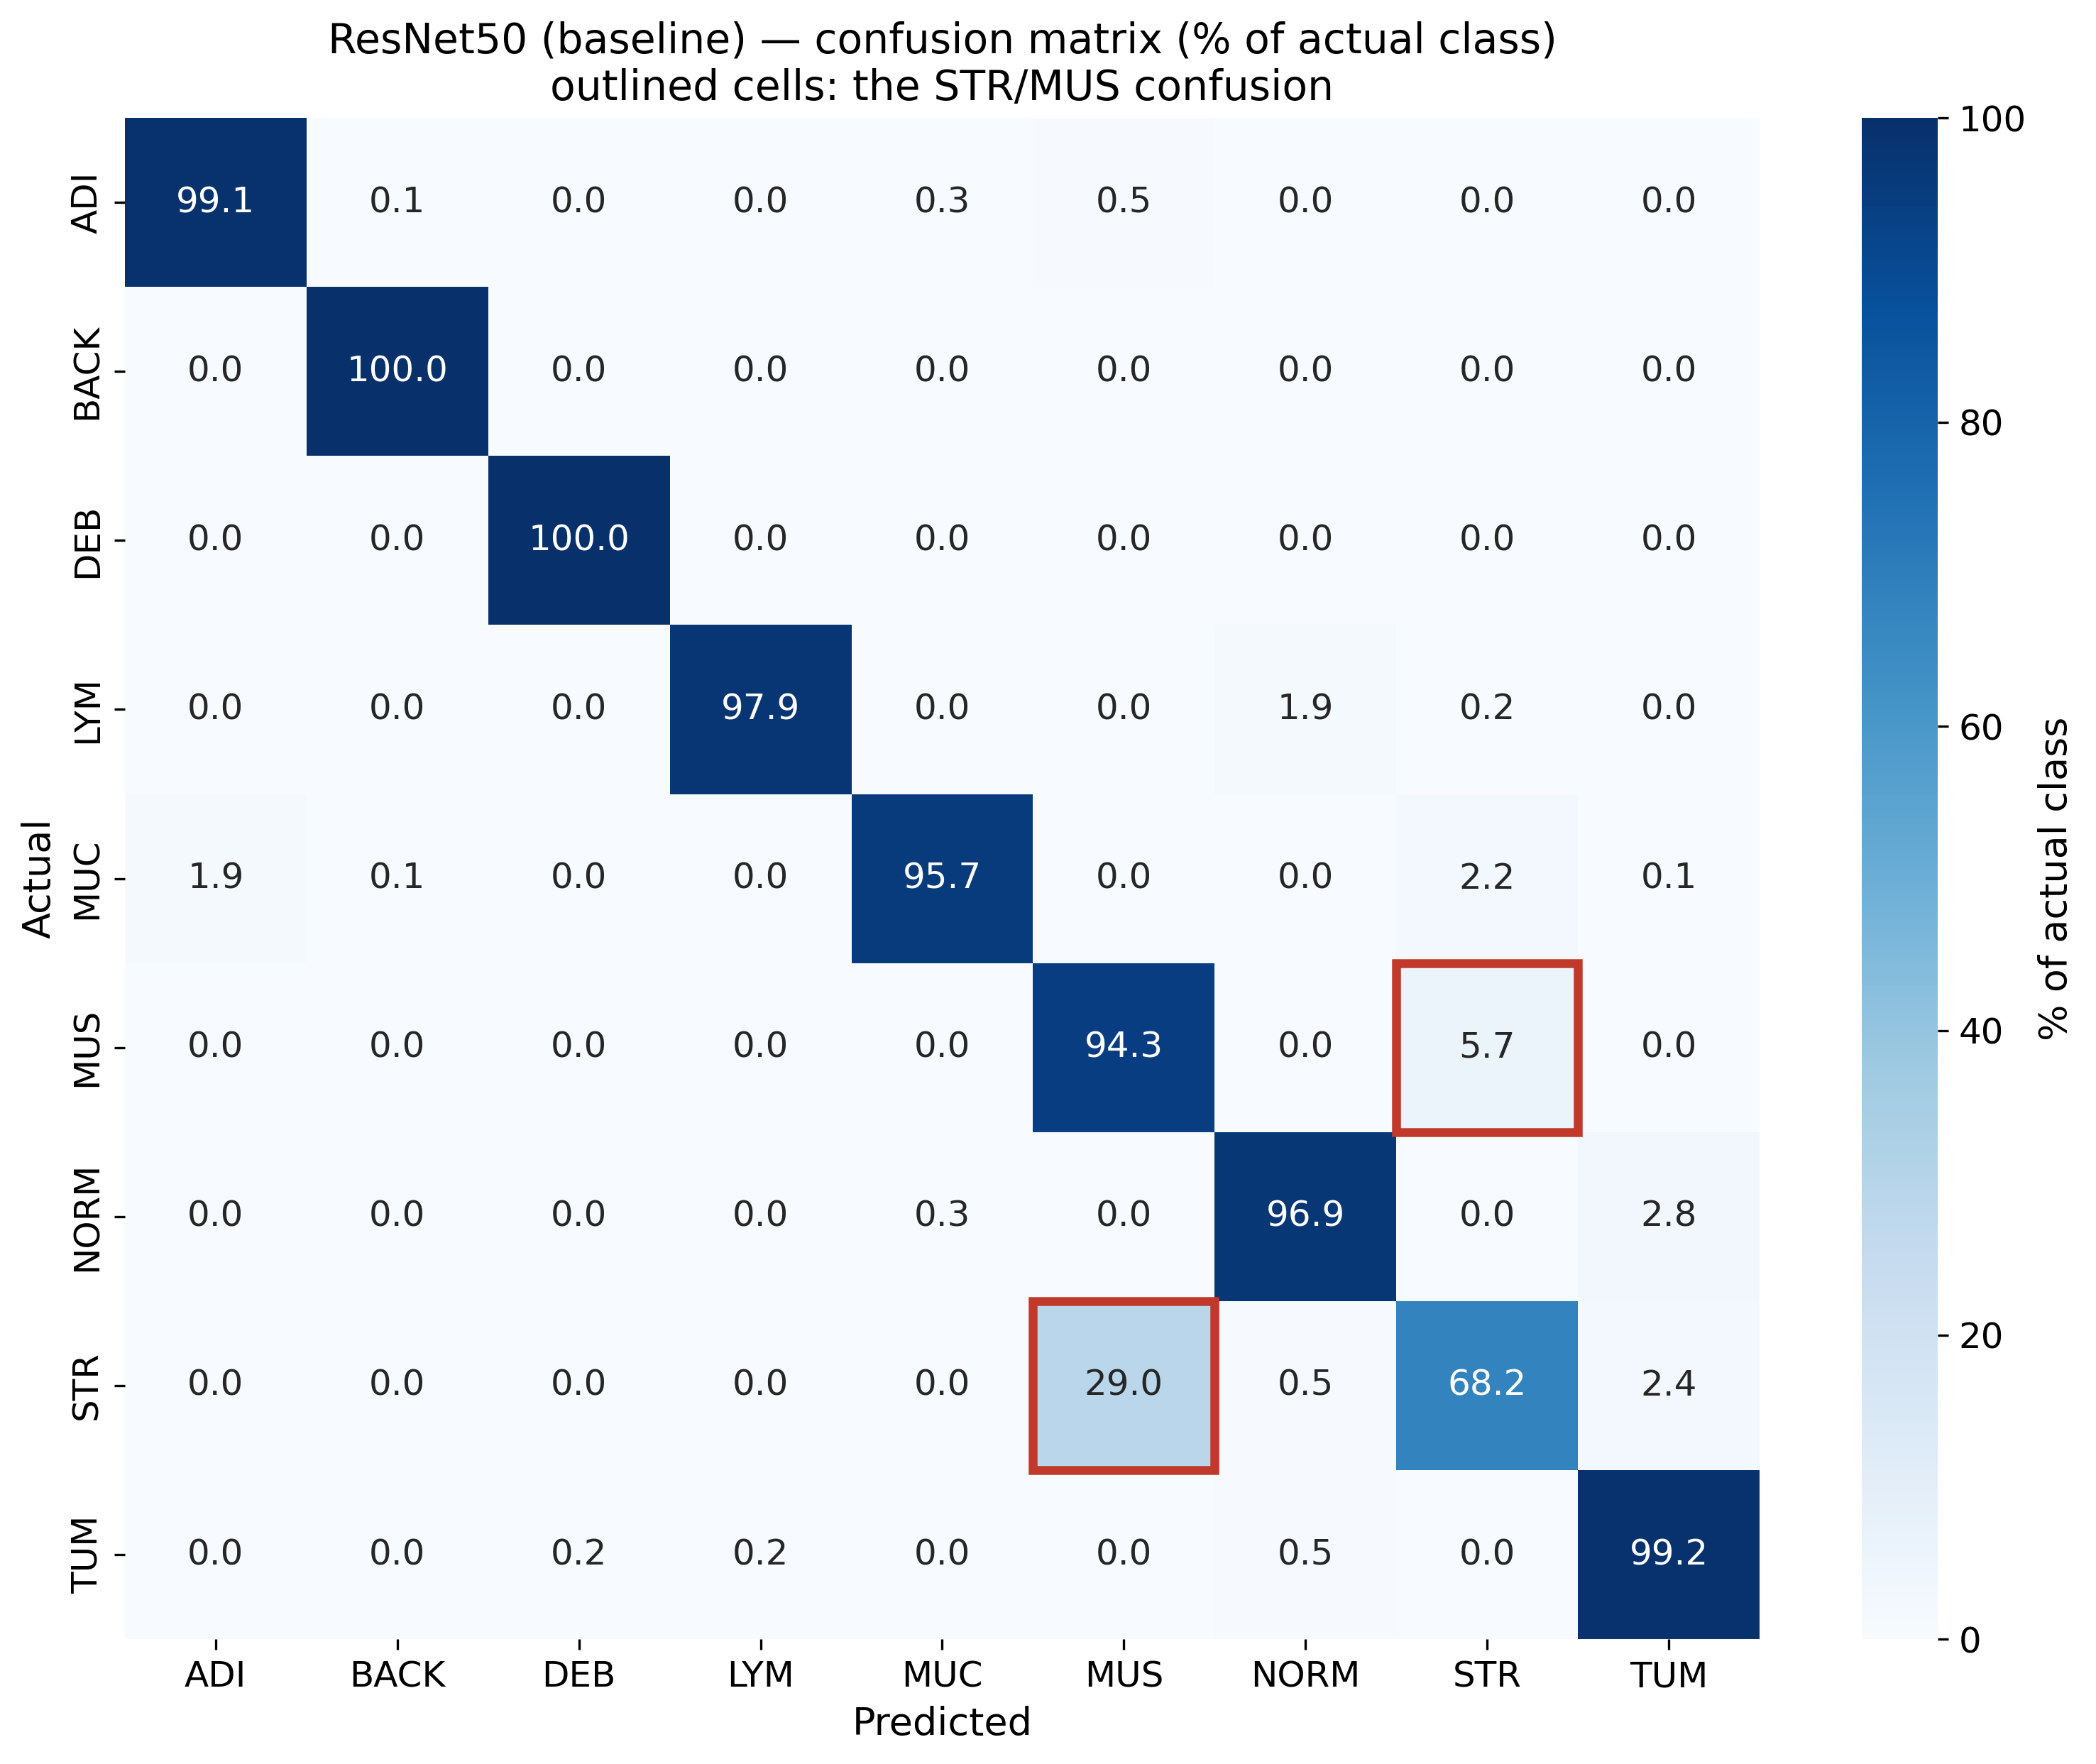 ResNet50 (baseline) — confusion matrix (% of actual class)
outlined cells: the STR/MUS confusion
Actual
ADI 99.1 0.1 0.0 0.0 0.3 0.5 0.0 0.0 0.0
BACK 0.0 100.0 0.0 0.0 0.0 0.0 0.0 0.0 0.0
DEB 0.0 0.0 100.0 0.0 0.0 0.0 0.0 0.0 0.0
LYM 0.0 0.0 0.0 97.9 0.0 0.0 1.9 0.2 0.0
MUC 1.9 0.1 0.0 0.0 95.7 0.0 0.0 2.2 0.1
MUS 0.0 0.0 0.0 0.0 0.0 94.3 0.0 5.7 0.0
NORM 0.0 0.0 0.0 0.0 0.3 0.0 96.9 0.0 2.8
STR 0.0 0.0 0.0 0.0 0.0 29.0 0.5 68.2 2.4
TUM 0.0 0.0 0.2 0.2 0.0 0.0 0.5 0.0 99.2
ADI BACK DEB LYM MUC MUS NORM STR TUM
Predicted
100
80
60
40
20
0
% of actual class